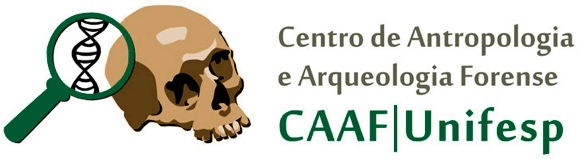 Centro de Antropologia
e Arqueologia Forense
CAAF|Unifesp